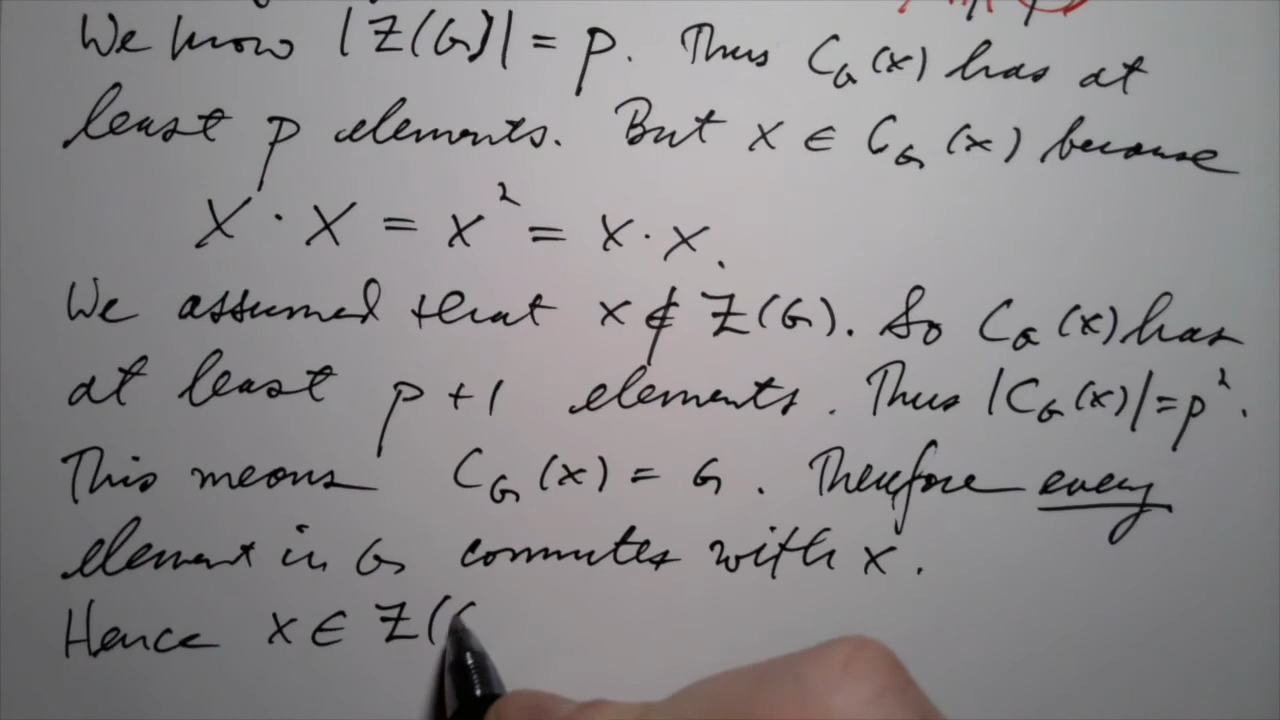 We know |Z(G)| = p. Thus C_G(x) has at
least p elements. But x ∈ C_G(x) because
x · x = x² = x · x.
We assumed that x ∉ Z(G). So C_G(x) has
at least p + 1 elements. Thus |C_G(x)| = p².
This means C_G(x) = G. Therefore every
element in G commutes with x.
Hence x ∈ Z(